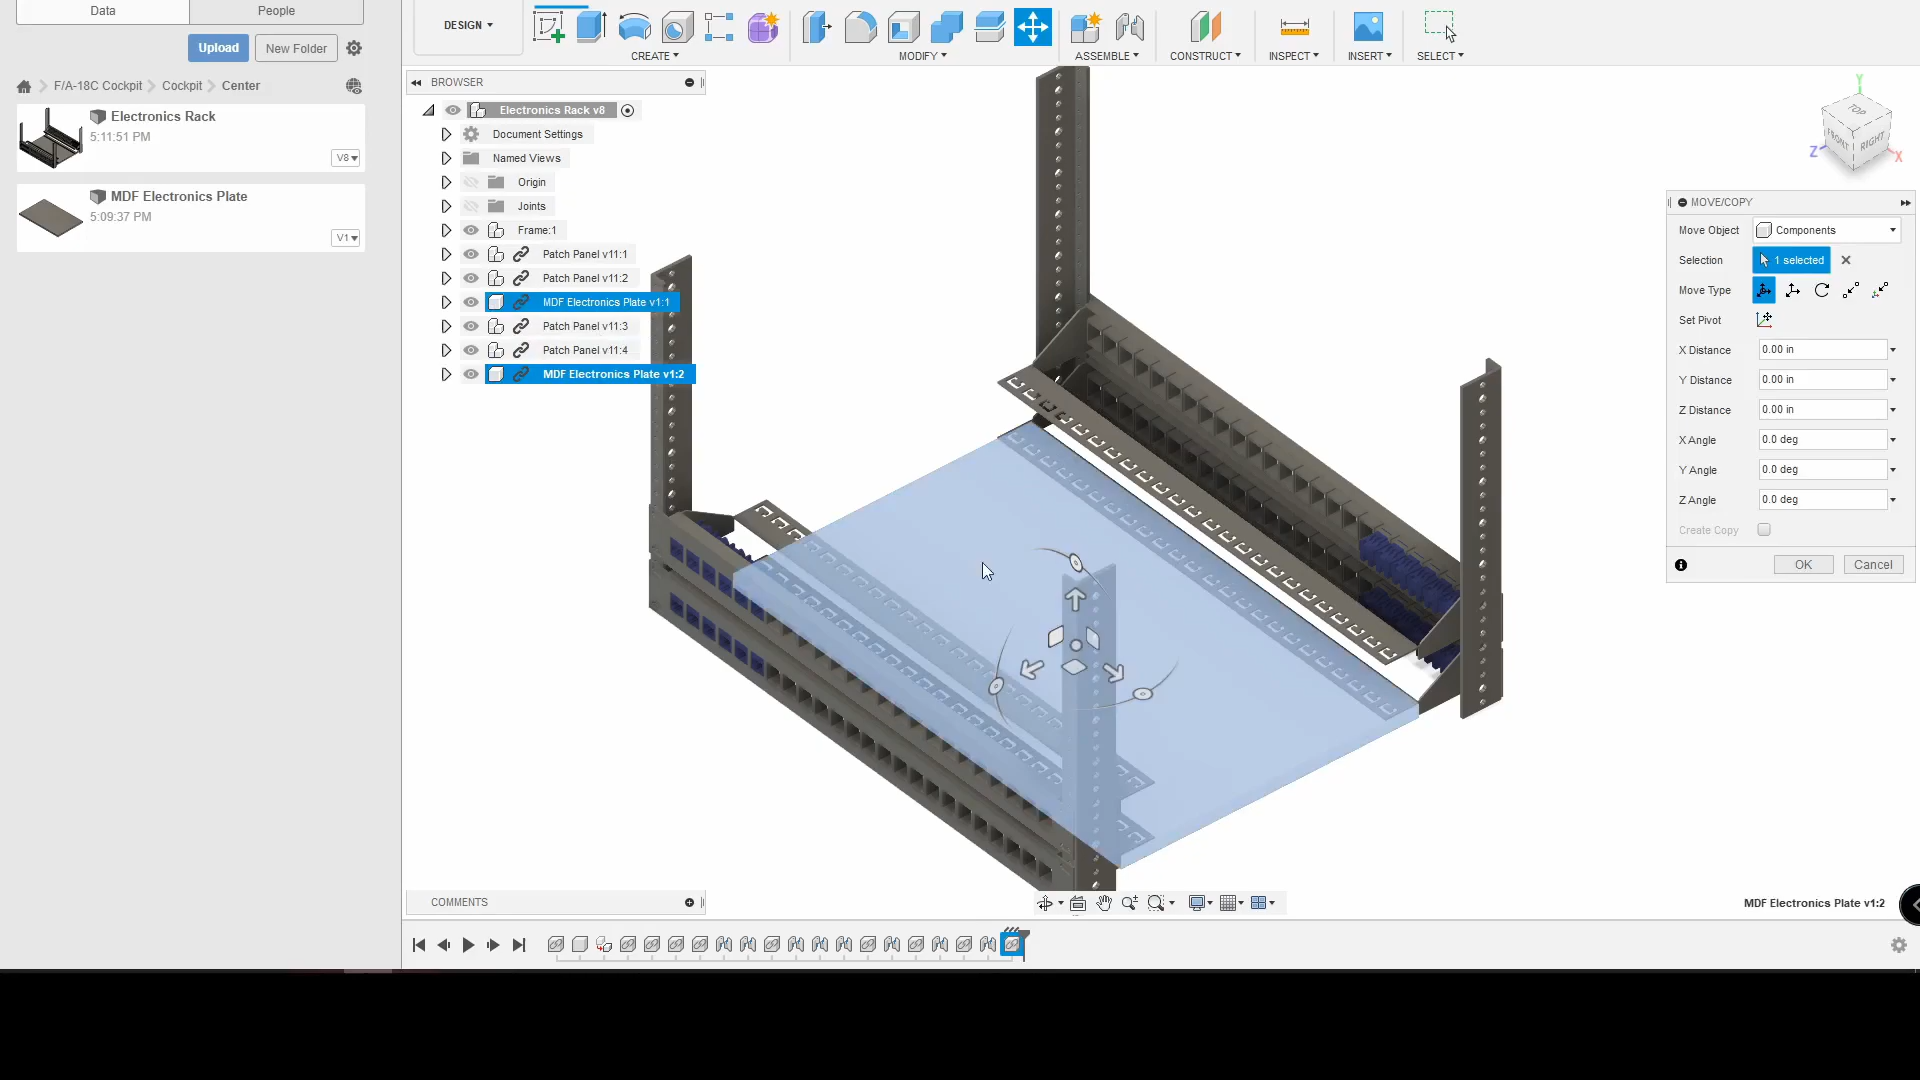 Data
People
Upload
New Folder
F/A-18C Cockpit
Cockpit
Center
Electronics Rack
5:11:51 PM
V8
MDF Electronics Plate
5:09:37 PM
V1
DESIGN
CREATE
MODIFY
ASSEMBLE
CONSTRUCT
INSPECT
INSERT
SELECT
BROWSER
Electronics Rack v8
Document Settings
Named Views
Origin
Joints
Frame:1
Patch Panel v11:1
Patch Panel v11:2
MDF Electronics Plate v1:1
Patch Panel v11:3
Patch Panel v11:4
MDF Electronics Plate v1:2
Y
TOP
FRONT
RIGHT
Z
X
MOVE/COPY
Move Object
Components
Selection
1 selected
Move Type
Set Pivot
X Distance
0.00 in
Y Distance
0.00 in
Z Distance
0.00 in
X Angle
0.0 deg
Y Angle
0.0 deg
Z Angle
0.0 deg
Create Copy
OK
Cancel
COMMENTS
MDF Electronics Plate v1:2